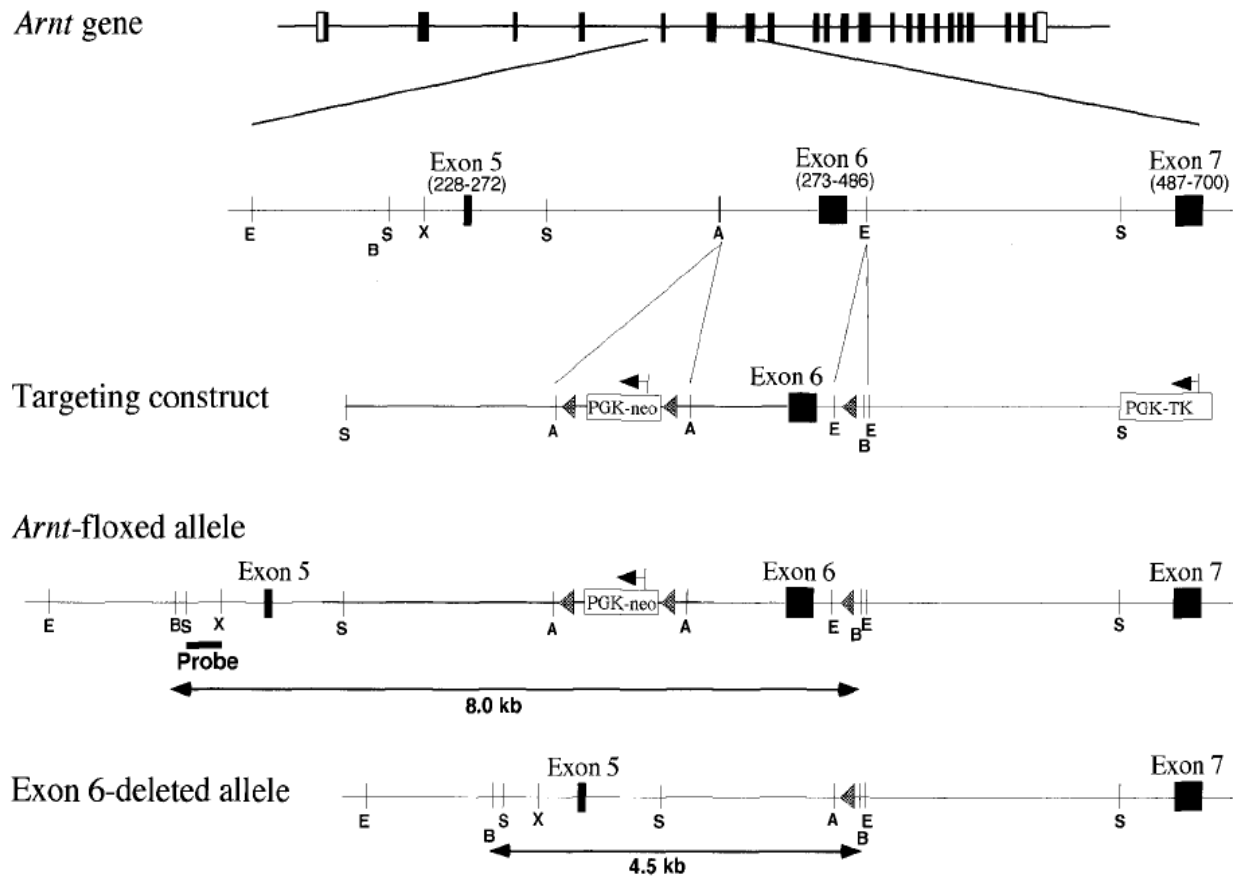 Arnt gene
Exon 5
(228-272)
Exon 6
(273-486)
Exon 7
(487-700)
E
B
S
X
S
A
E
S
Targeting construct
Exon 6
PGK-neo
PGK-TK
S
A
A
E
B
E
S
Arnt-floxed allele
Exon 5
PGK-neo
Exon 6
Exon 7
E
B
S
X
S
A
A
E
B
E
S
Probe
8.0 kb
Exon 6-deleted allele
Exon 5
Exon 7
E
B
S
X
S
A
B
E
S
4.5 kb